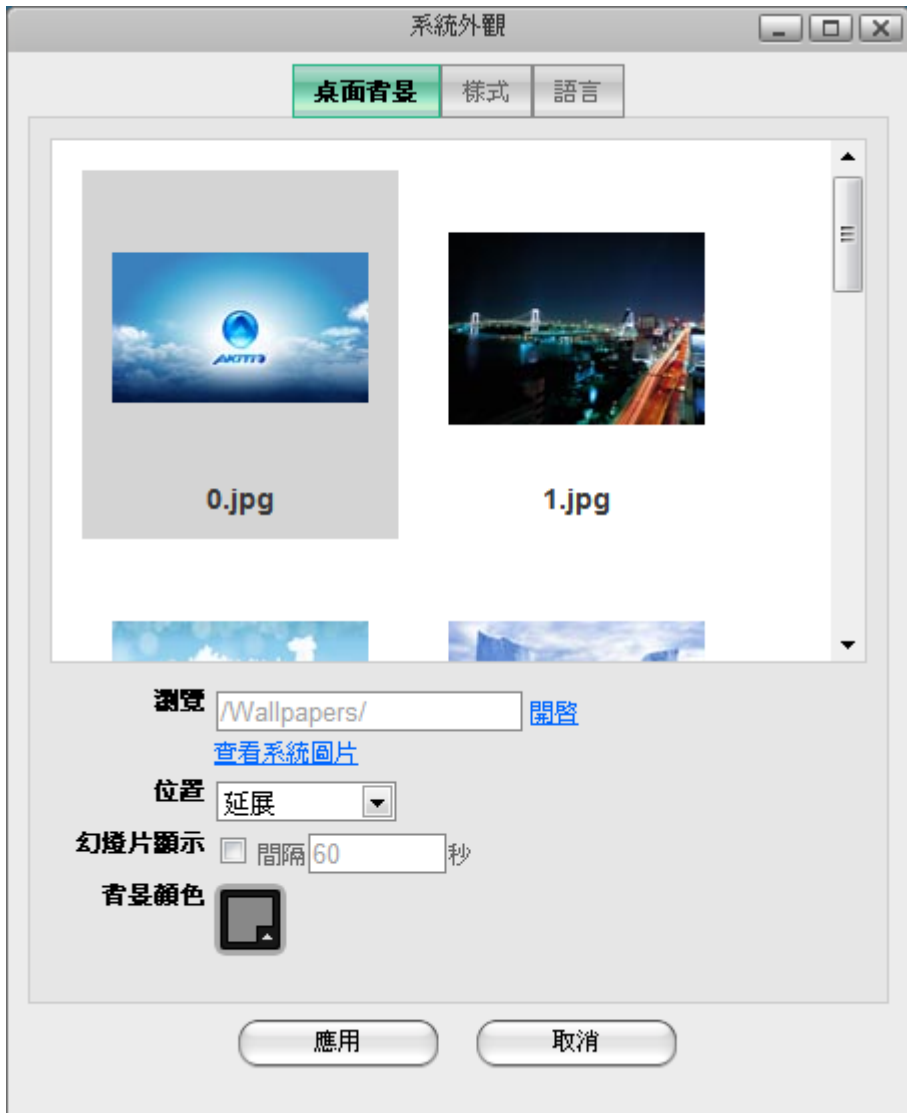 系統外觀
桌面背景 樣式 語言
AKiTiO
0.jpg 1.jpg
瀏覽 /Wallpapers/ 開啓
查看系統圖片
位置 延展
幻燈片顯示 間隔 60 秒
背景顏色
應用 取消